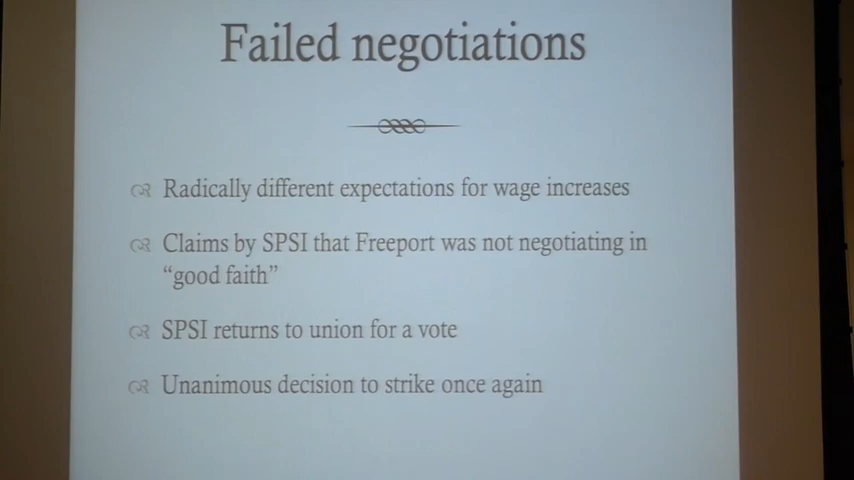 Failed negotiations
Radically different expectations for wage increases
Claims by SPSI that Freeport was not negotiating in
“good faith”
SPSI returns to union for a vote
Unanimous decision to strike once again